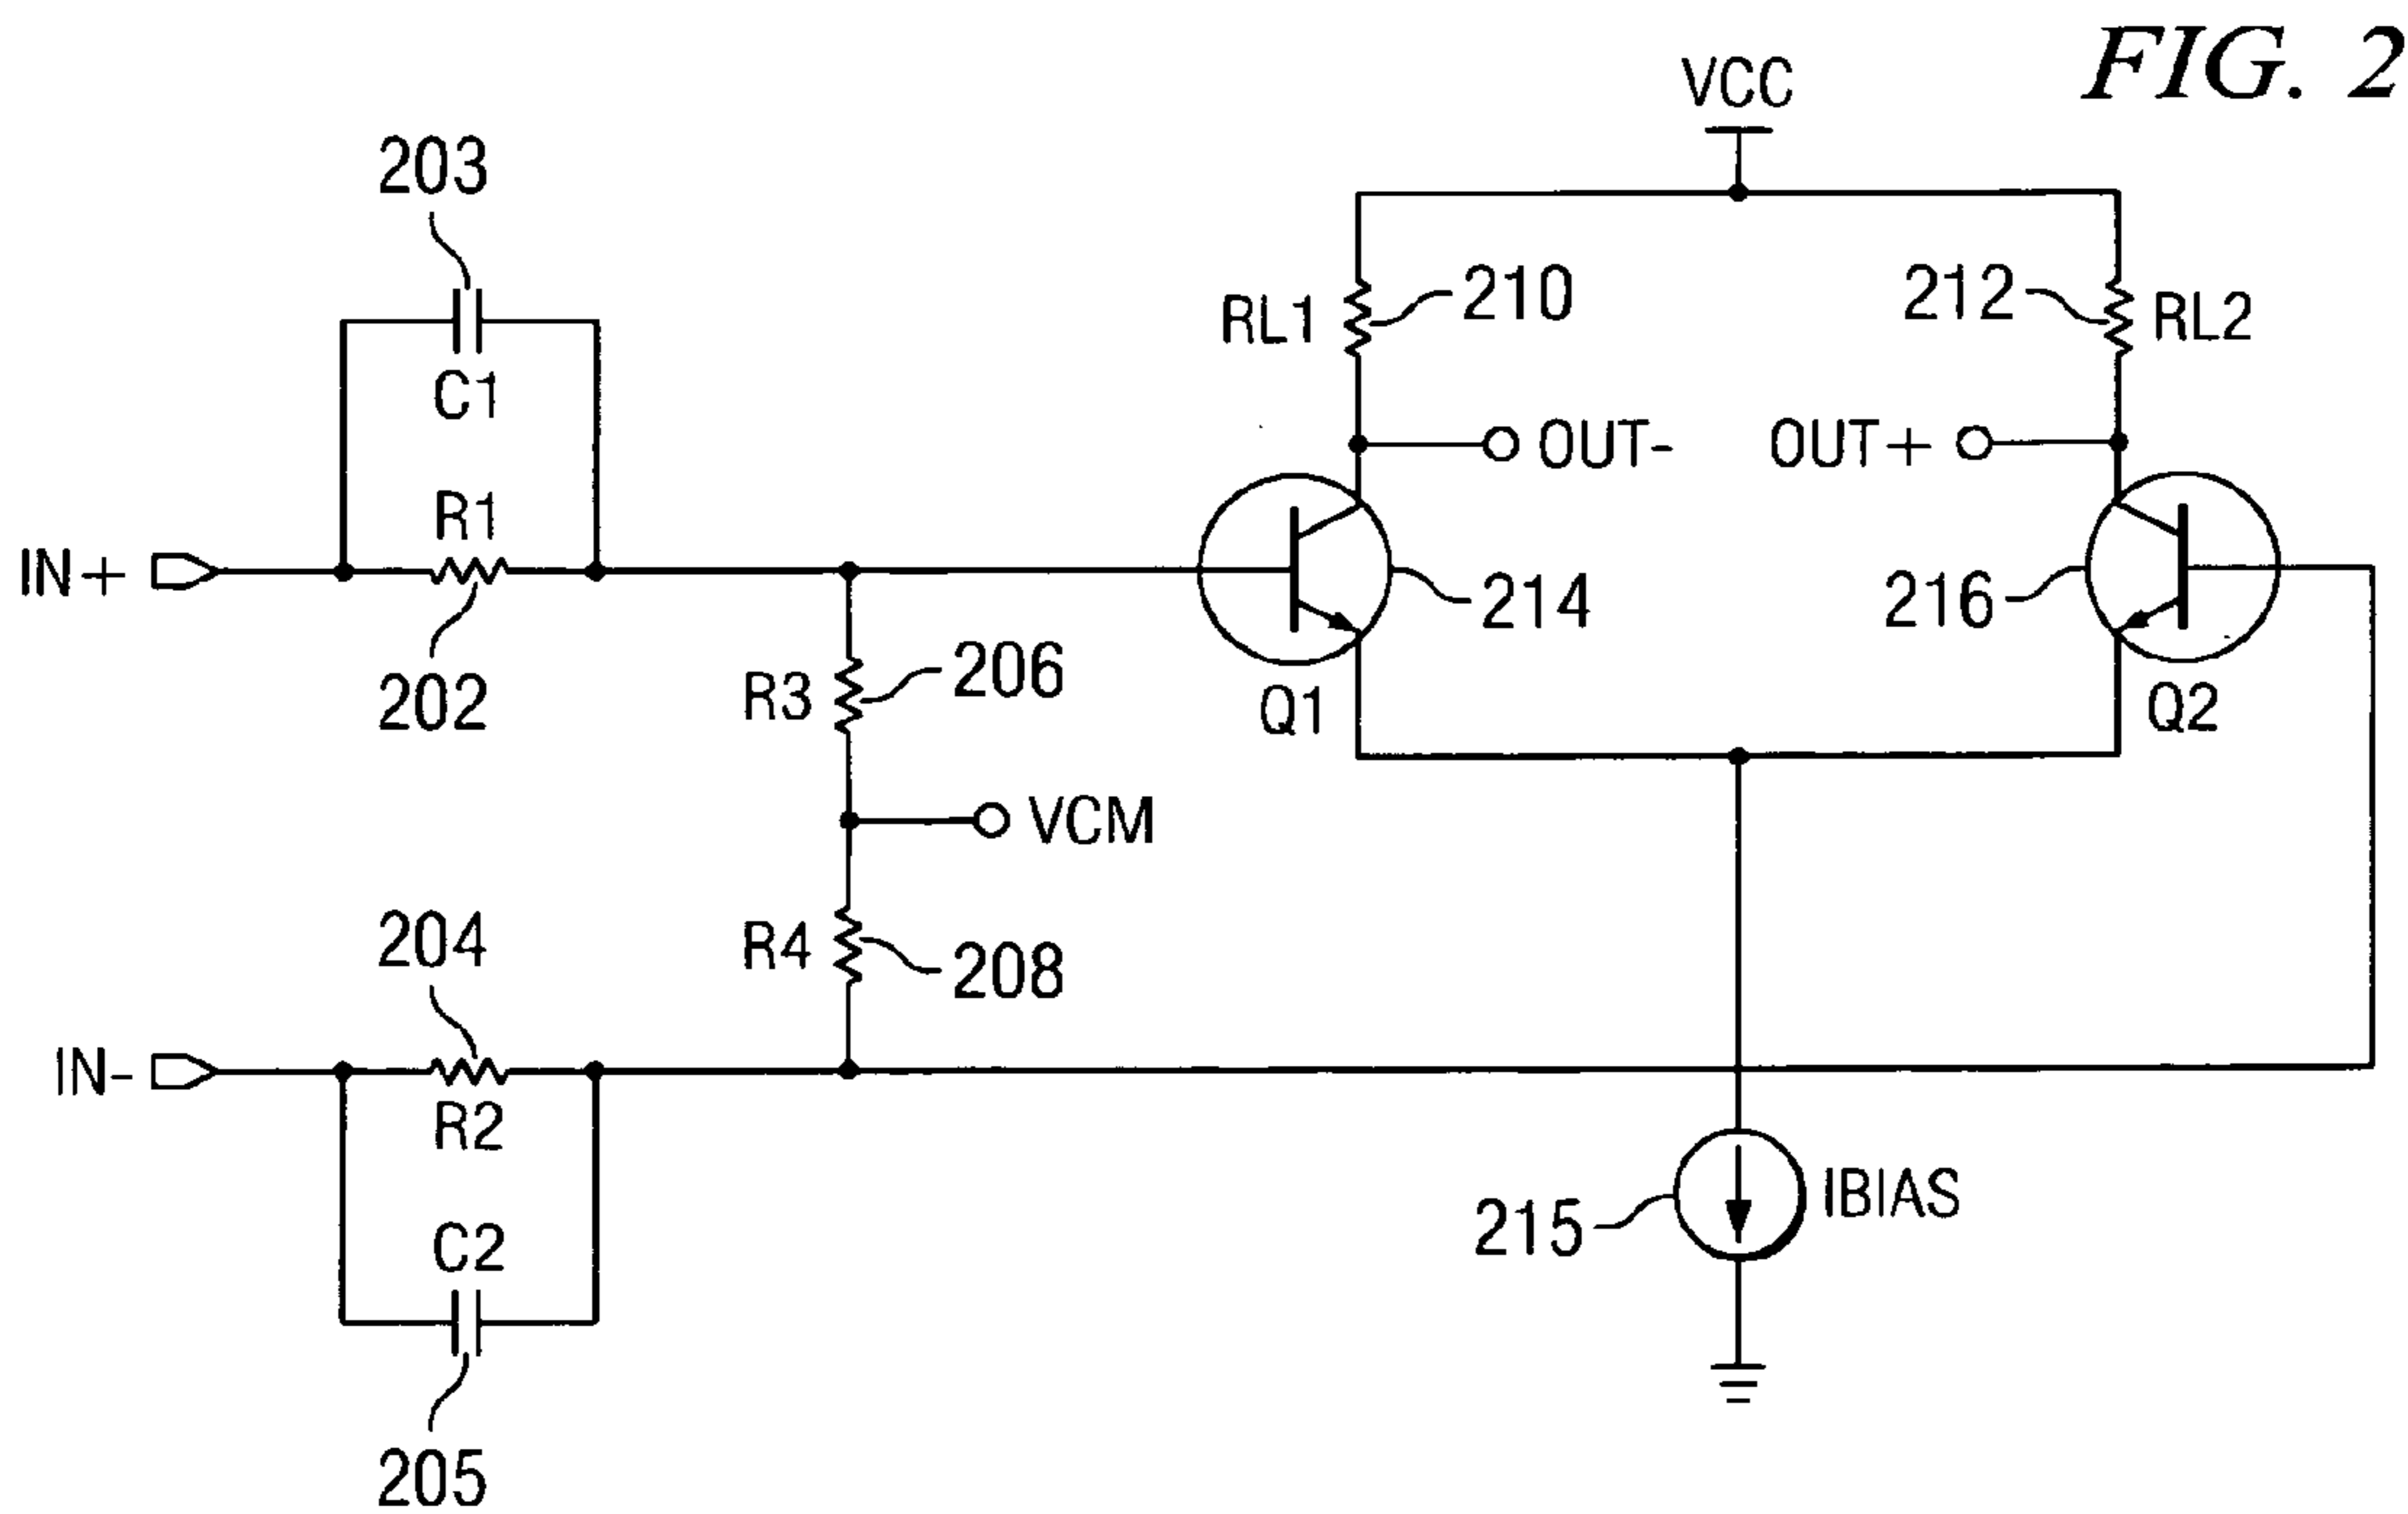 FIG. 2
VCC
203
C1
RL1
210
212
RL2
OUT-
OUT+
R1
IN+
202
214
216
Q1
Q2
R3
206
VCM
204
R4
208
IN-
R2
C2
215
IBIAS
205